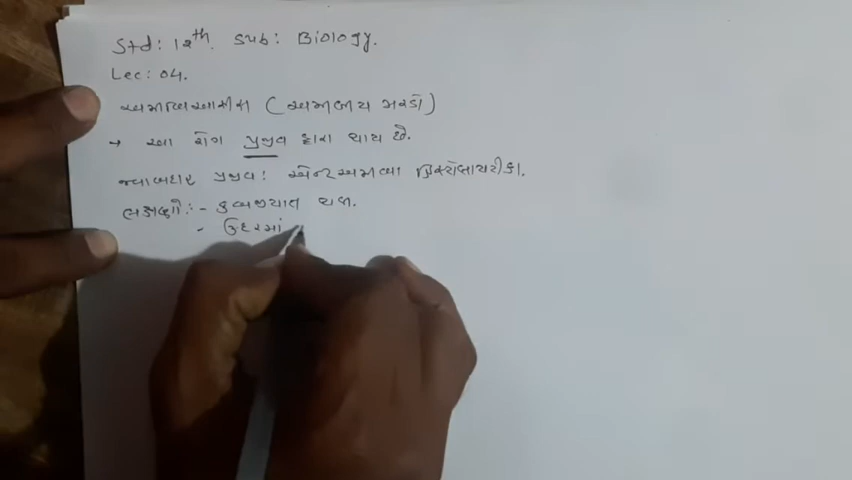 Std: 12th. Sub: Biology.
Lec: 04.
અમીબીઆસીસ (અમીબીય મરડો)
→ આ રોગ પ્રજીવ દ્વારા થાય છે.
જવાબદાર પ્રજીવ: એન્ટઅમીબા હિસ્ટોલાયટીકા.
લક્ષણો:- કબજીયાત થવી.
- ઉદરમાં